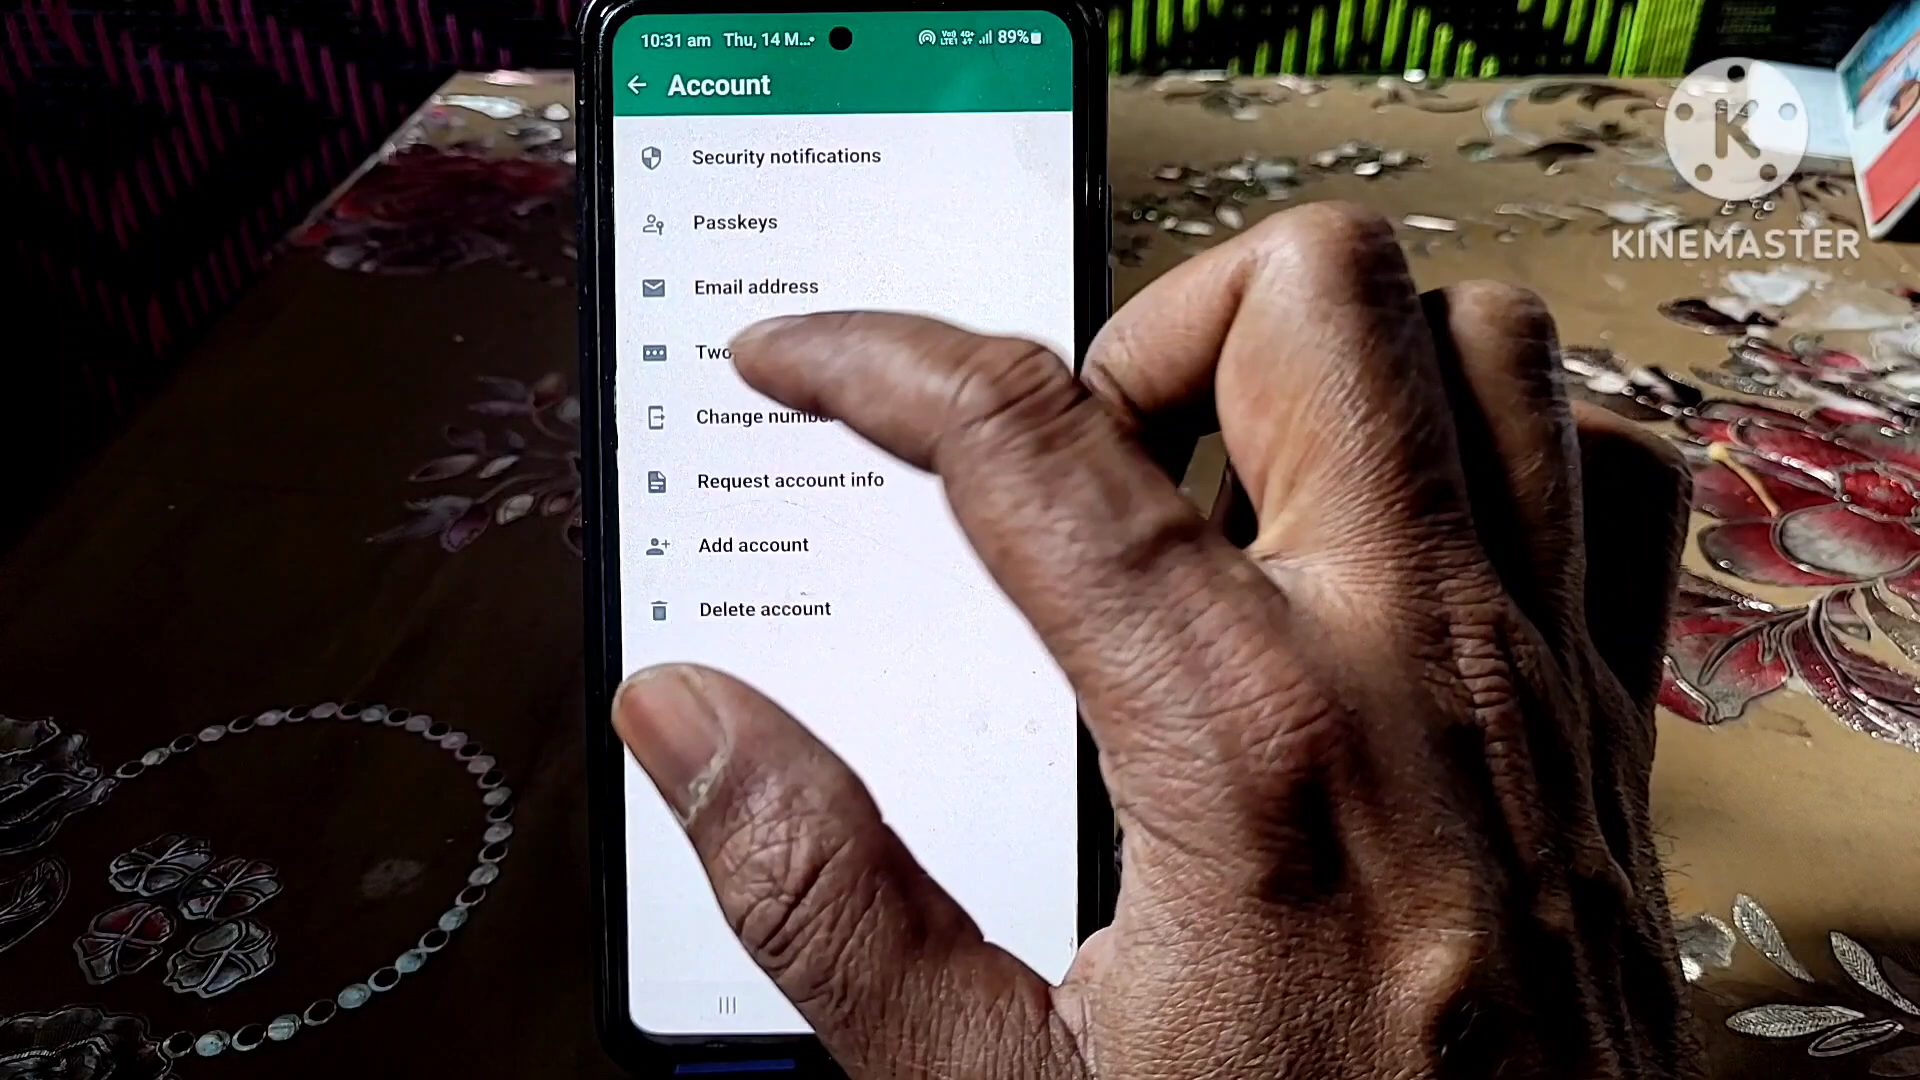 10:31 am Thu, 14 M... 89%
Account
Security notifications
Passkeys
Email address
Two
Change number
Request account info
Add account
Delete account
K
KINEMASTER